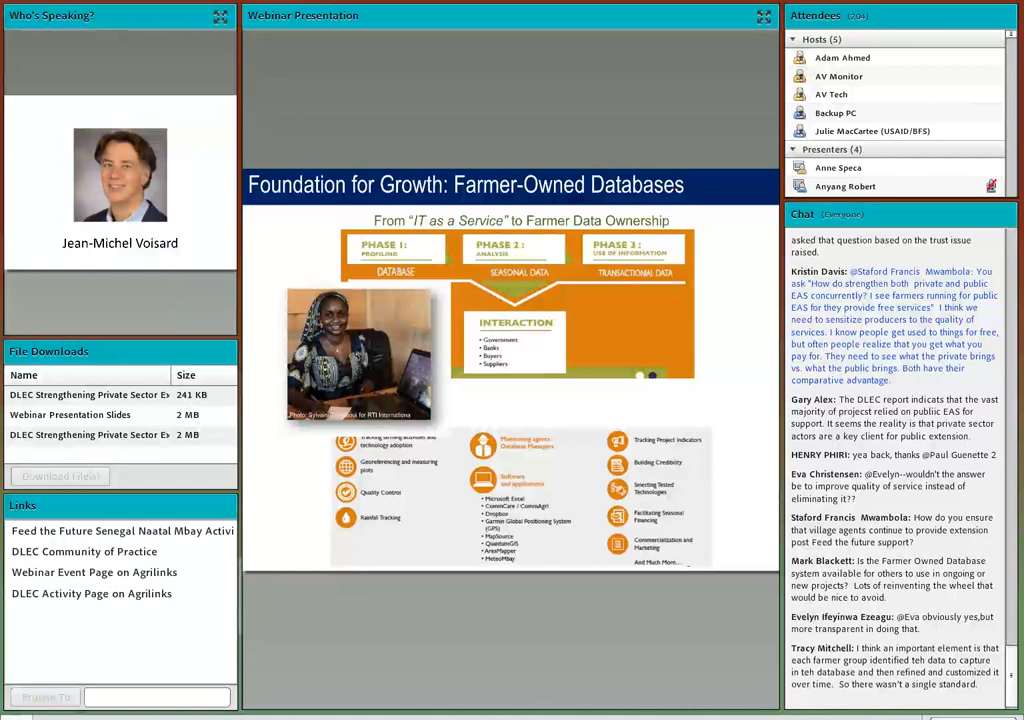 Who's Speaking?
Jean-Michel Voisard
File Downloads
Name Size
DLEC Strengthening Private Sector Ex 241 KB
Webinar Presentation Slides 2 MB
DLEC Strengthening Private Sector Ex 2 MB
Download File(s)
Links
Feed the Future Senegal Naatal Mbay Activi
DLEC Community of Practice
Webinar Event Page on Agrilinks
DLEC Activity Page on Agrilinks
Browse To
Webinar Presentation
Foundation for Growth: Farmer-Owned Databases
From “IT as a Service” to Farmer Data Ownership
PHASE 1:
PROFILING
DATABASE
PHASE 2:
ANALYSIS
SEASONAL DATA
PHASE 3:
USE OF INFORMATION
TRANSACTIONAL DATA
INTERACTION
• Government
• Banks
• Buyers
• Suppliers
Photo: Sylvain for RTI Internationa
Tracking farming activities and
technology adoption
Georeferencing and measuring
plots
Quality Control
Rainfall Tracking
Monitoring agents
Database Managers
Software
and applications
• Microsoft Excel
• CommCare / CommAgri
• Dropbox
• Garmin Global Positioning System
(GPS)
• MapSource
• QuantumGIS
• AreaMapper
• MeteoMbay
Tracking Project Indicators
Building Credibility
Selecting Tested
Technologies
Facilitating Seasonal
Financing
Commercialization and
Marketing
And Much More....
Attendees (204)
Hosts (5)
Adam Ahmed
AV Monitor
AV Tech
Backup PC
Julie MacCartee (USAID/BFS)
Presenters (4)
Anne Speca
Anyang Robert
Chat (Everyone)
asked that question based on the trust issue
raised.
Kristin Davis: @Staford Francis Mwambola: You
ask "How do strengthen both private and public
EAS concurrently? I see farmers running for public
EAS for they provide free services" I think we
need to sensitize producers to the quality of
services. I know people get used to things for free,
but often people realize that you get what you
pay for. They need to see what the private brings
vs. what the public brings. Both have their
comparative advantage.
Gary Alex: The DLEC report indicates that the vast
majority of projecst relied on public EAS for
support. It seems the reality is that private sector
actors are a key client for public extension.
HENRY PHIRI: yea back, thanks @Paul Guenette 2
Eva Christensen: @Evelyn--wouldn't the answer
be to improve quality of service instead of
eliminating it??
Staford Francis Mwambola: How do you ensure
that village agents continue to provide extension
post Feed the future support?
Mark Blackett: Is the Farmer Owned Database
system available for others to use in ongoing or
new projects? Lots of reinventing the wheel that
would be nice to avoid.
Evelyn Ifeyinwa Ezeagu: @Eva obviously yes,but
more transparent in doing that.
Tracy Mitchell: I think an important element is that
each farmer group identified teh data to capture
in teh database and then refined and customized it
over time. So there wasn't a single standard.